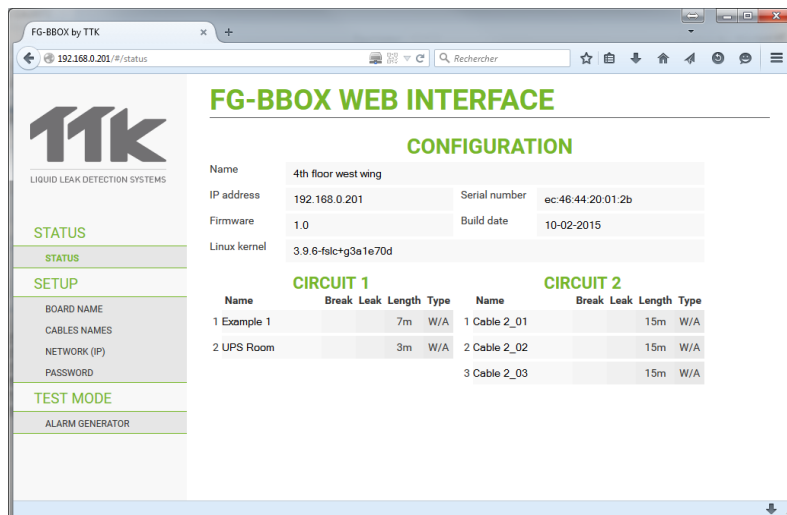 FG-BBOX by TTK
192.168.0.201/#/status
Rechercher
TTK
LIQUID LEAK DETECTION SYSTEMS
STATUS
STATUS
SETUP
BOARD NAME
CABLES NAMES
NETWORK (IP)
PASSWORD
TEST MODE
ALARM GENERATOR
FG-BBOX WEB INTERFACE
CONFIGURATION
Name 4th floor west wing
IP address 192.168.0.201 Serial number ec:46:44:20:01:2b
Firmware 1.0 Build date 10-02-2015
Linux kernel 3.9.6-fslc+g3a1e70d
CIRCUIT 1
Name Break Leak Length Type
1 Example 1 7m W/A
2 UPS Room 3m W/A
CIRCUIT 2
Name Break Leak Length Type
1 Cable 2_01 15m W/A
2 Cable 2_02 15m W/A
3 Cable 2_03 15m W/A